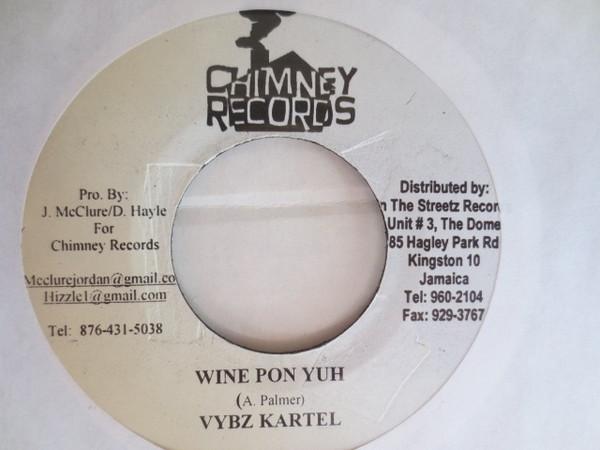 CHIMNEY
RECORDS
Pro. By:
J. McClure/D. Hayle
For
Chimney Records
Mcclurejordan@gmail.co
Hizzle1@gmail.com
Tel: 876-431-5038
Distributed by:
n The Streetz Recor
Unit # 3, The Dome
85 Hagley Park Rd
Kingston 10
Jamaica
Tel: 960-2104
Fax: 929-3767
WINE PON YUH
(A. Palmer)
VYBZ KARTEL